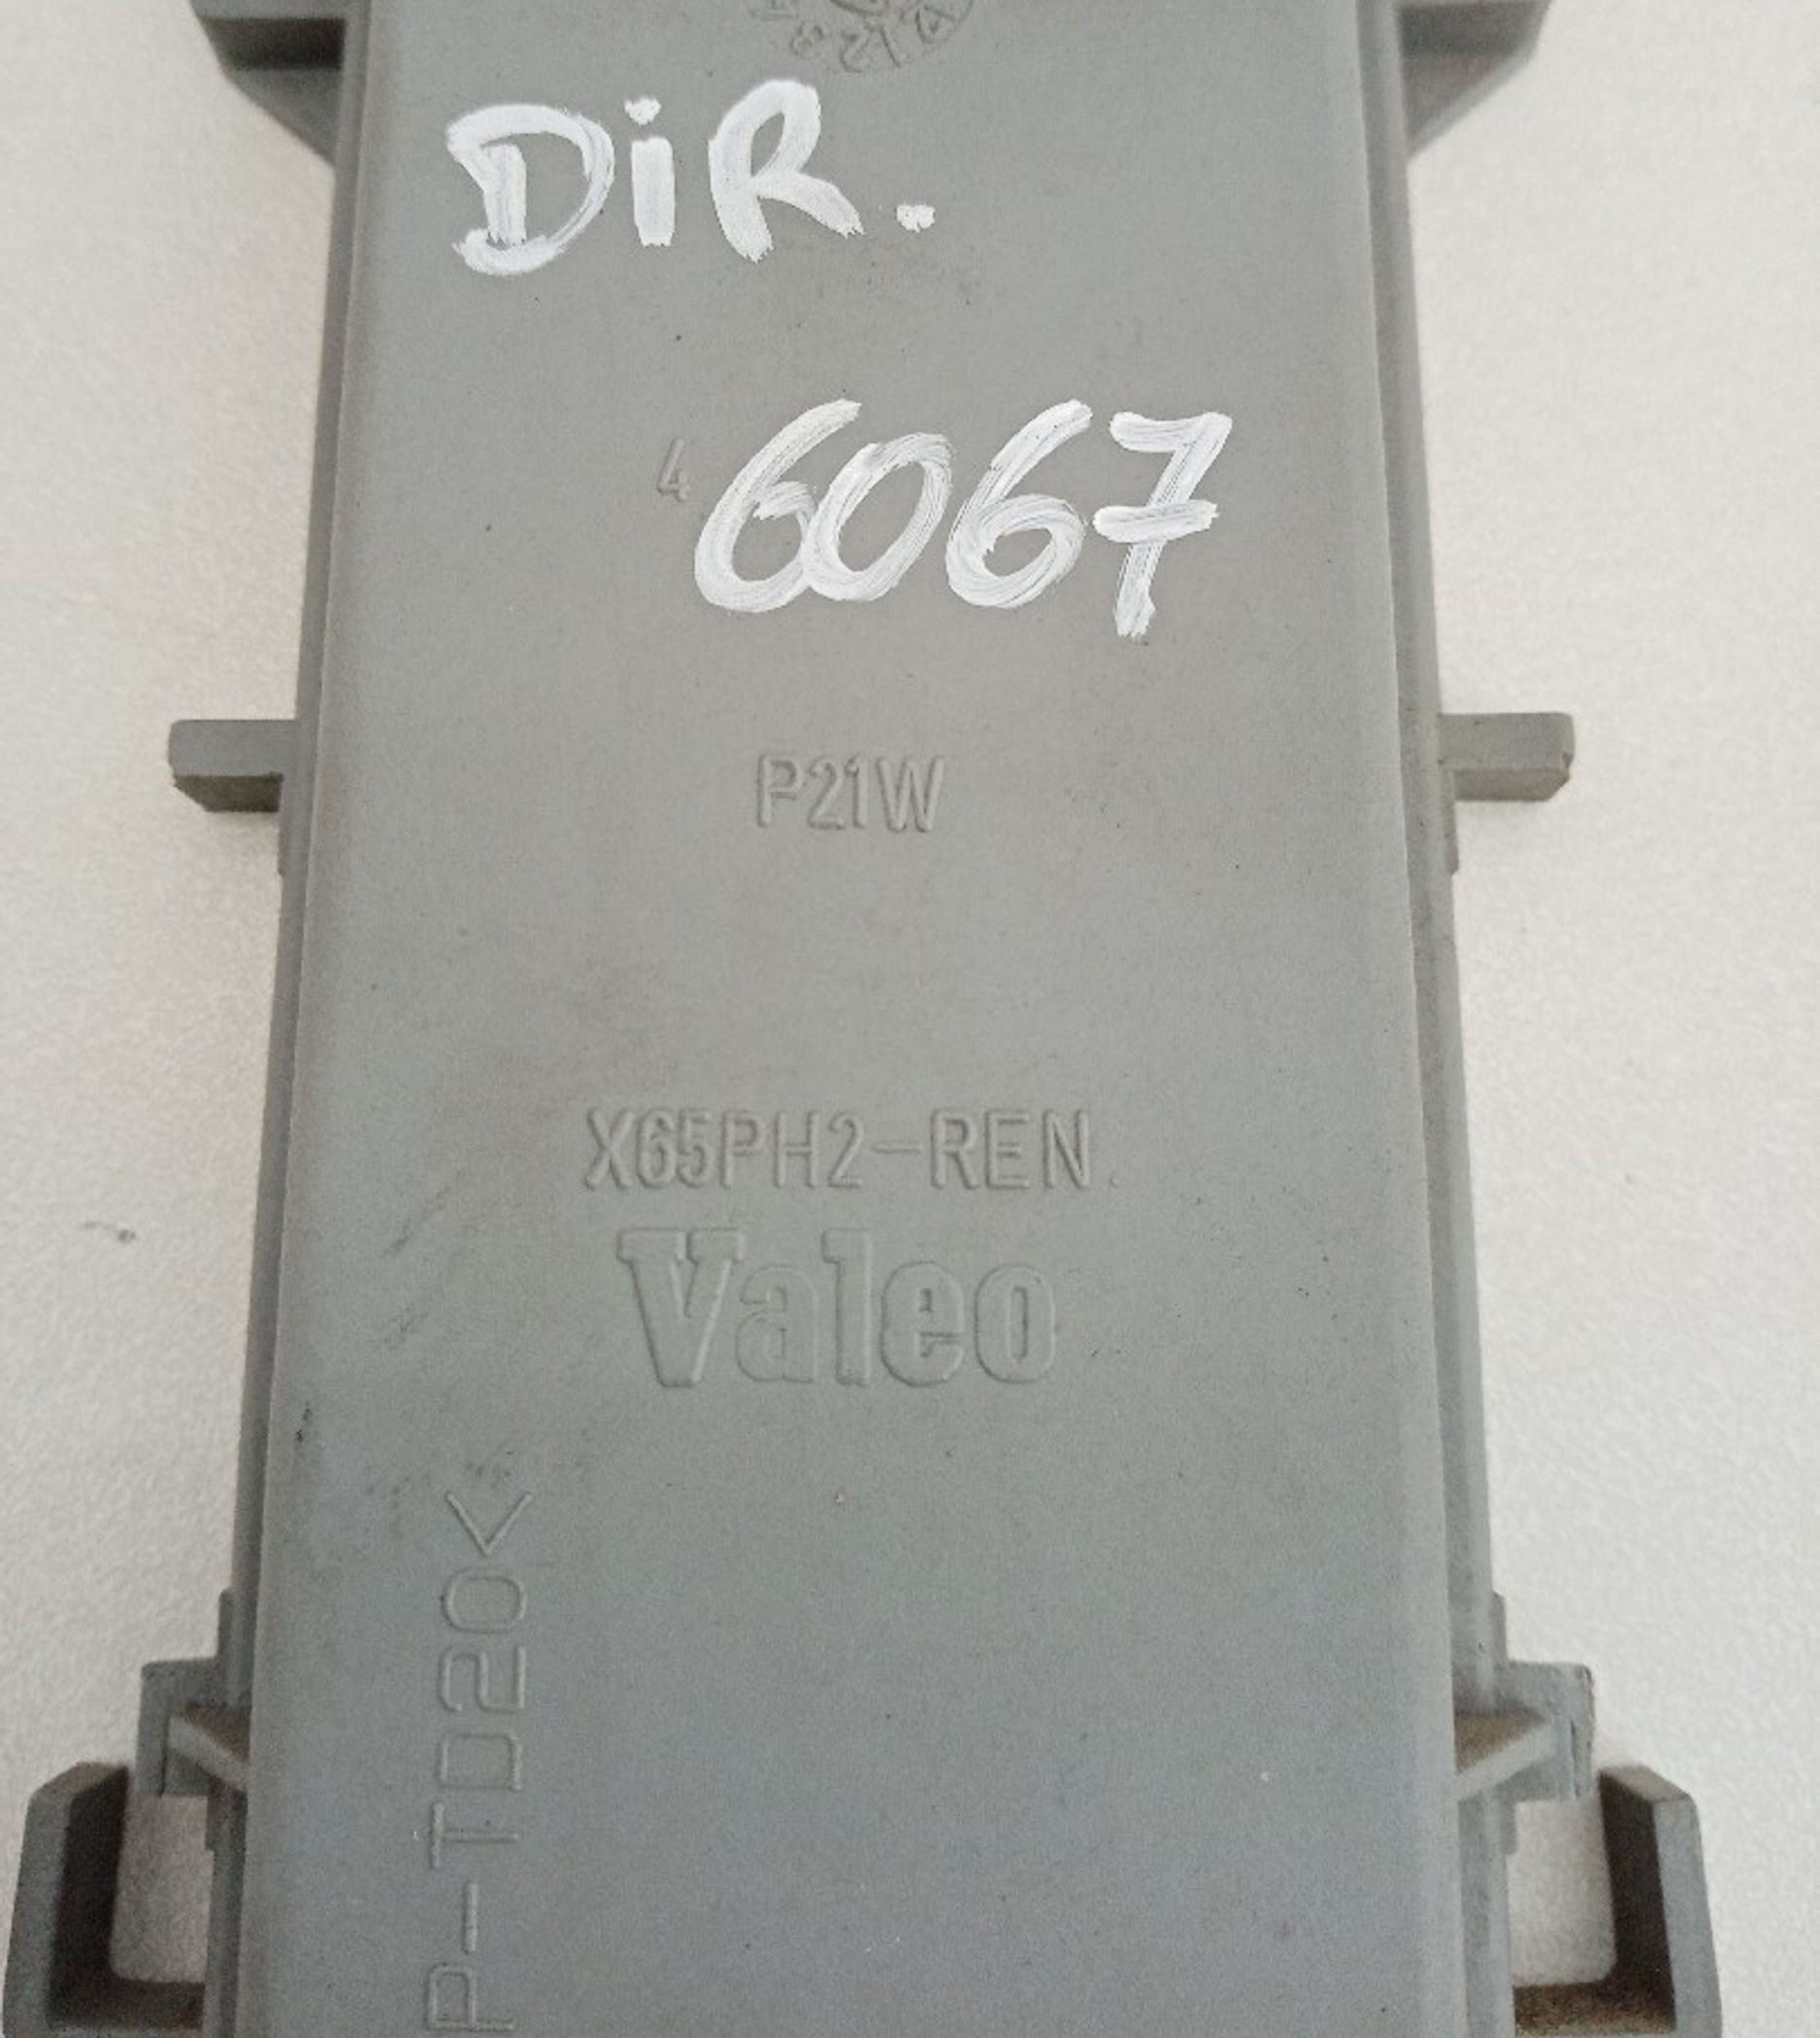 DiR.
4
6067
P21W
X65PH2-REN.
Valeo
P-TD20<